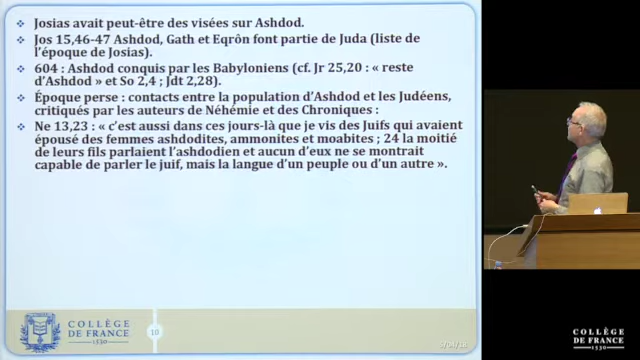 Josias avait peut-être des visées sur Ashdod.
Jos 15,46-47 Ashdod, Gath et Eqrôn font partie de Juda (liste de
l'époque de Josias).
604 : Ashdod conquis par les Babyloniens (cf. Jr 25,20 : « reste
d'Ashdod » et So 2,4 ; Jdt 2,28).
Époque perse : contacts entre la population d'Ashdod et les Judéens,
critiqués par les auteurs de Néhémie et des Chroniques :
Ne 13,23 : « c'est aussi dans ces jours-là que je vis des Juifs qui avaient
épousé des femmes ashdodites, ammonites et moabites ; 24 la moitié
de leurs fils parlaient l'ashdodien et aucun d'eux ne se montrait
capable de parler le juif, mais la langue d'un peuple ou d'un autre ».
COLLÈGE
DE FRANCE
1530
10
COLLÈGE
DE FRANCE
1530